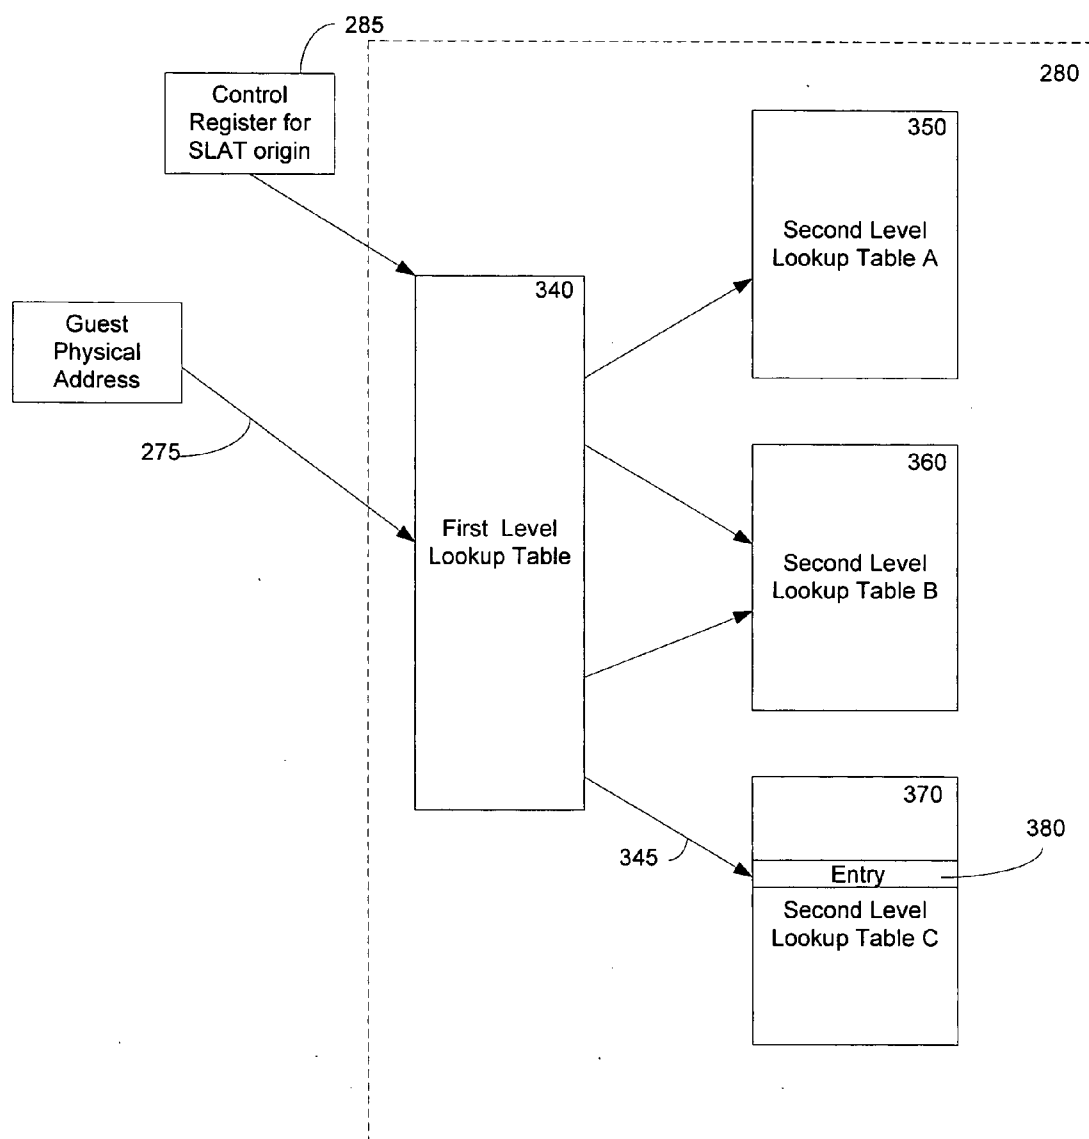 285
280
Control
Register for
SLAT origin
350
Second Level
Lookup Table A
340
Guest
Physical
Address
275
First Level
Lookup Table
360
Second Level
Lookup Table B
370
380
345
Entry
Second Level
Lookup Table C